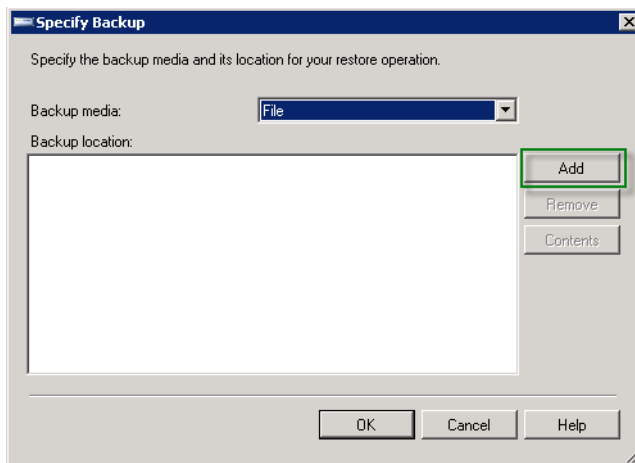 Specify Backup
Specify the backup media and its location for your restore operation.
Backup media:
File
Backup location:
Add
Remove
Contents
OK
Cancel
Help